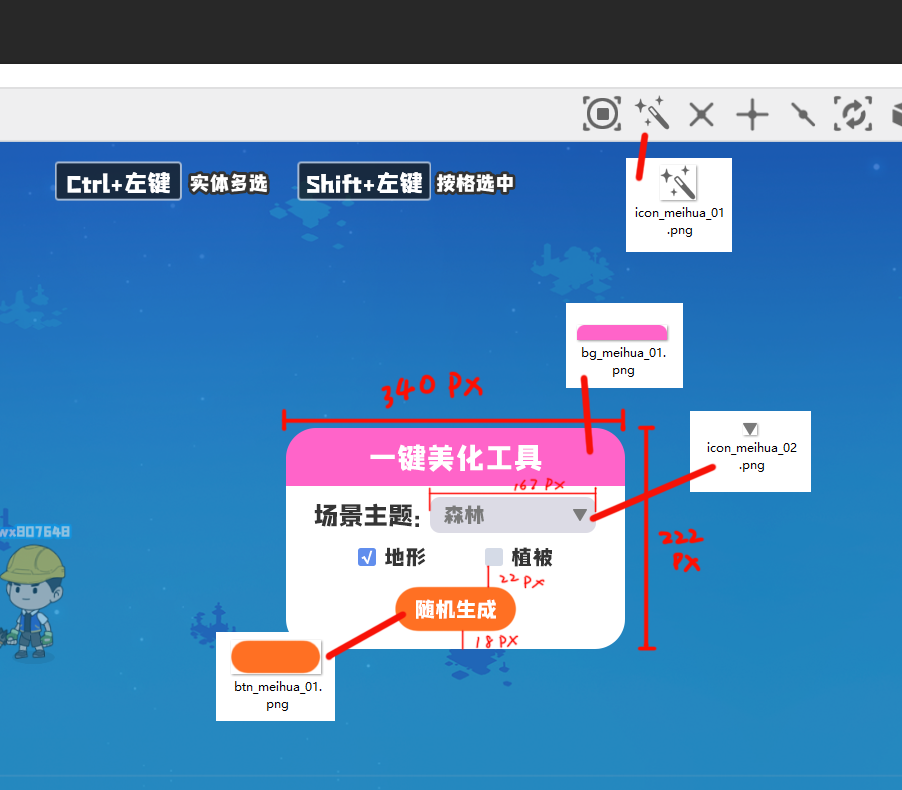 Ctrl+左键 实体多选 Shift+左键 按格选中
icon_meihua_01
.png
bg_meihua_01.
png
340 PX
icon_meihua_02
.png
一键美化工具
167 PX
场景主题: 森林
222
PX
wx807648
地形 植被
22 PX
随机生成
18 PX
btn_meihua_01.
png